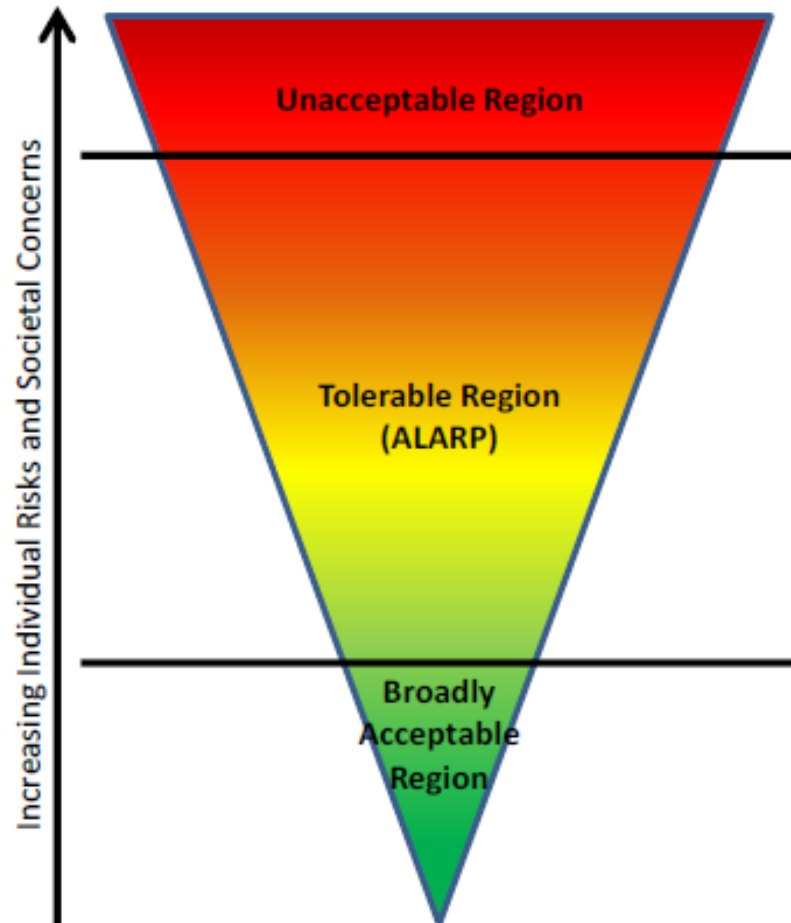 Increasing Individual Risks and Societal Concerns
Unacceptable Region
Tolerable Region
(ALARP)
Broadly
Acceptable
Region